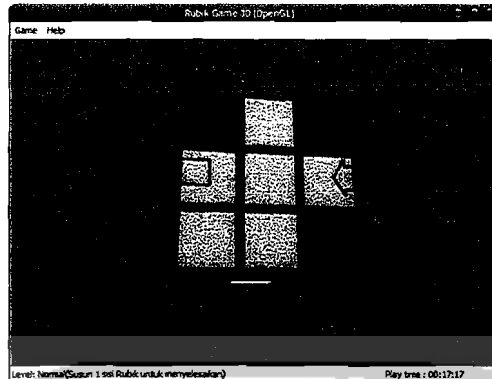 Rubik Game 3D (OpenGL)
Game Help
Level: Normal(Susun 1 sisi Rubik untuk menyelesaikan)
Play time : 00:17:17